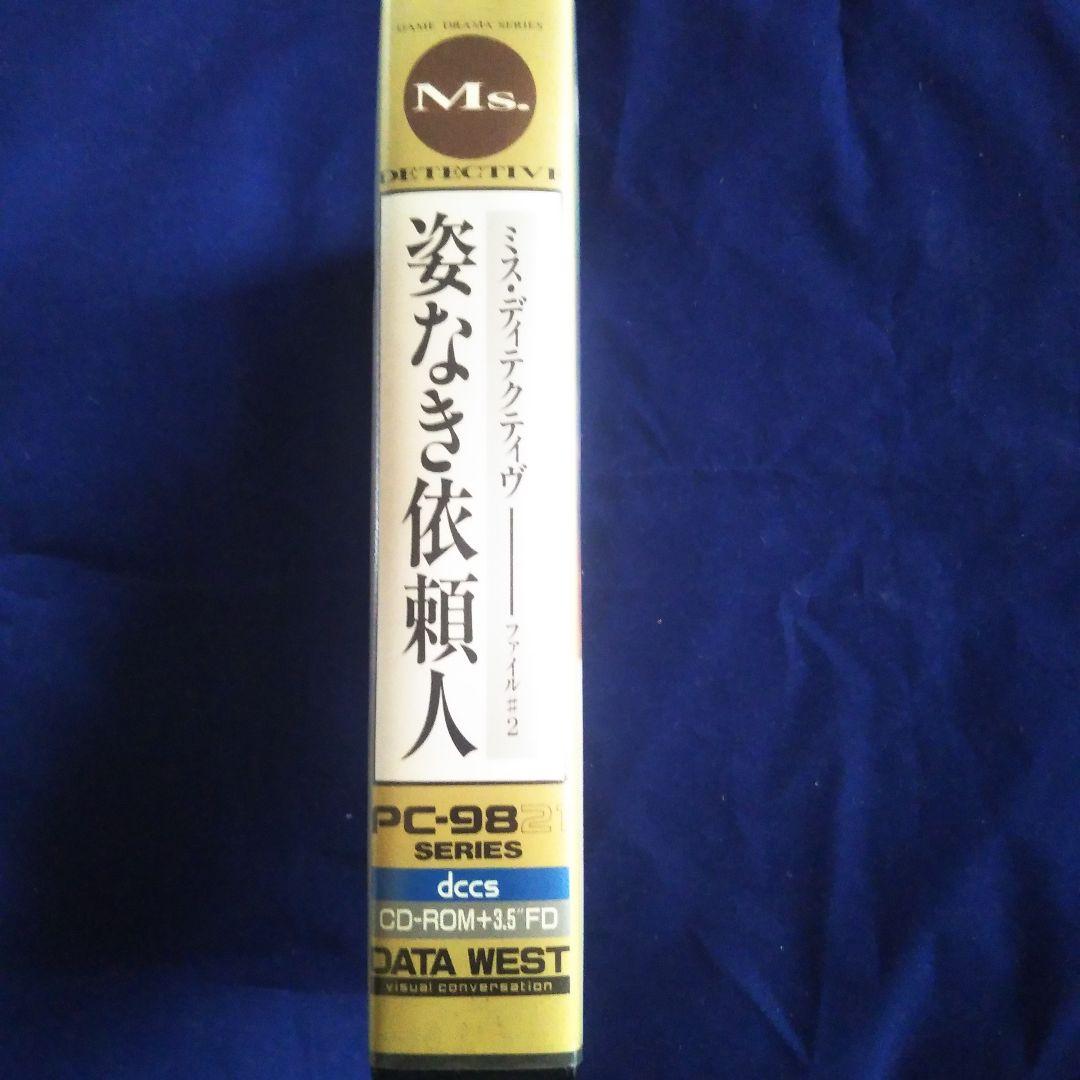 GAME DRAMA SERIES
Ms.
DETECTIVE
ミス・ディテクティヴ——ファイル#2
姿なき依頼人
PC-9821
SERIES
dccs
CD-ROM+3.5"FD
DATA WEST
visual conversation